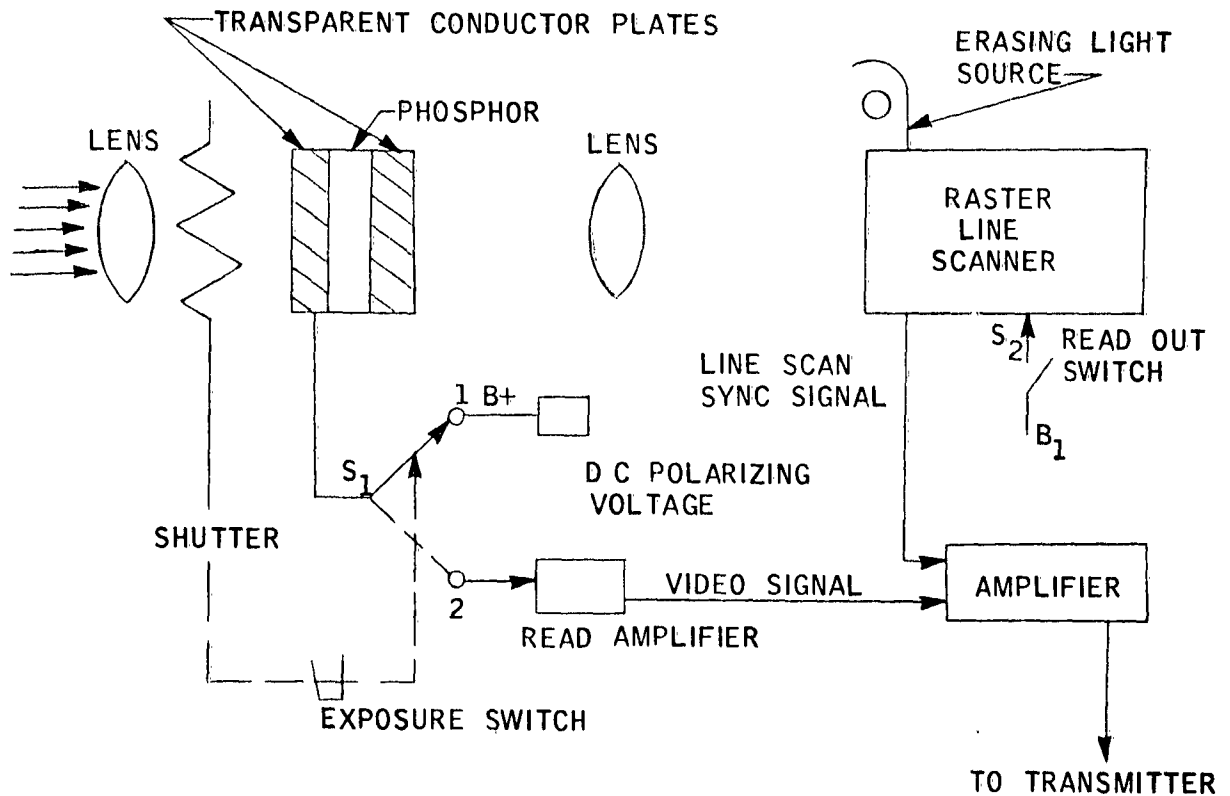 TRANSPARENT CONDUCTOR PLATES
ERASING LIGHT
SOURCE
PHOSPHOR
LENS
LENS
RASTER
LINE
SCANNER
S2
READ OUT
SWITCH
B1
LINE SCAN
SYNC SIGNAL
1 B+
S1
D C POLARIZING
VOLTAGE
SHUTTER
2
VIDEO SIGNAL
AMPLIFIER
READ AMPLIFIER
EXPOSURE SWITCH
TO TRANSMITTER